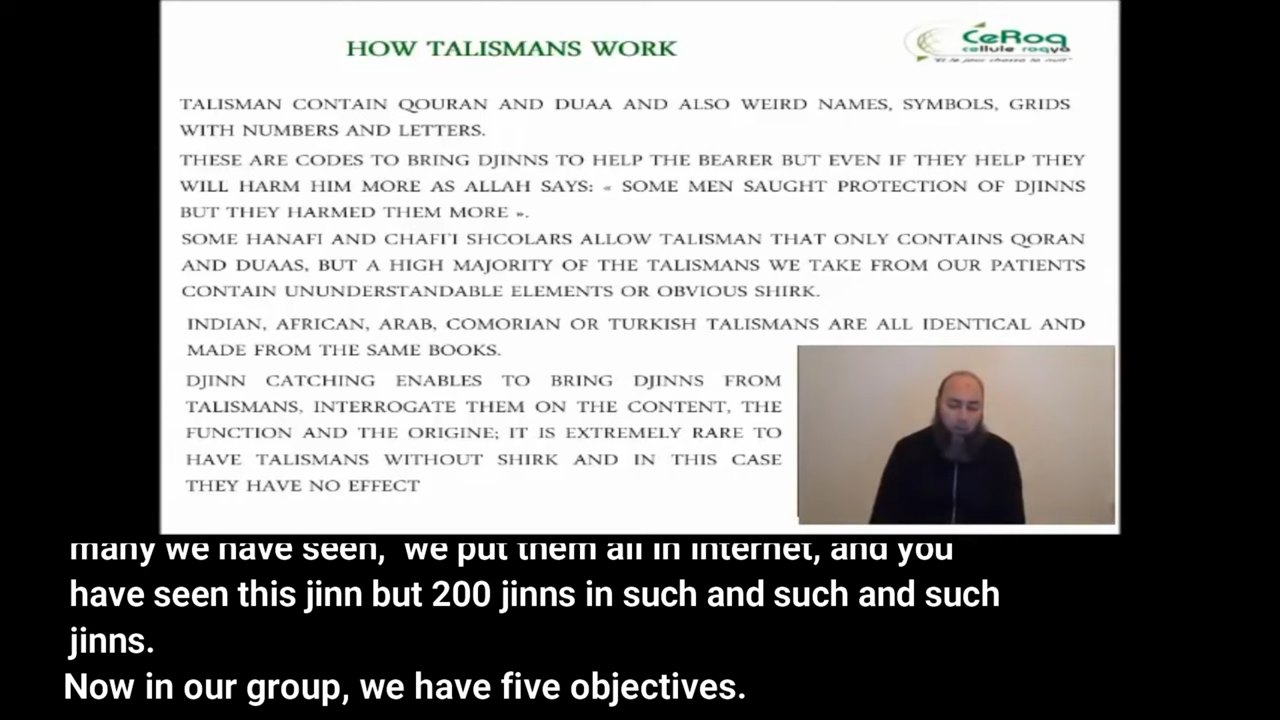 HOW TALISMANS WORK
CeRoq
cellule roqya
"Et le jour chassa la nuit"
TALISMAN CONTAIN QOURAN AND DUAA AND ALSO WEIRD NAMES, SYMBOLS, GRIDS
WITH NUMBERS AND LETTERS.
THESE ARE CODES TO BRING DJINNS TO HELP THE BEARER BUT EVEN IF THEY HELP THEY
WILL HARM HIM MORE AS ALLAH SAYS: « SOME MEN SAUGHT PROTECTION OF DJINNS
BUT THEY HARMED THEM MORE ».
SOME HANAFI AND CHAFI'I SHCOLARS ALLOW TALISMAN THAT ONLY CONTAINS QORAN
AND DUAAS, BUT A HIGH MAJORITY OF THE TALISMANS WE TAKE FROM OUR PATIENTS
CONTAIN UNUNDERSTANDABLE ELEMENTS OR OBVIOUS SHIRK.
INDIAN, AFRICAN, ARAB, COMORIAN OR TURKISH TALISMANS ARE ALL IDENTICAL AND
MADE FROM THE SAME BOOKS.
DJINN CATCHING ENABLES TO BRING DJINNS FROM
TALISMANS, INTERROGATE THEM ON THE CONTENT, THE
FUNCTION AND THE ORIGINE; IT IS EXTREMELY RARE TO
HAVE TALISMANS WITHOUT SHIRK AND IN THIS CASE
THEY HAVE NO EFFECT
many we have seen, we put them all in internet, and you
have seen this jinn but 200 jinns in such and such and such
jinns.
Now in our group, we have five objectives.